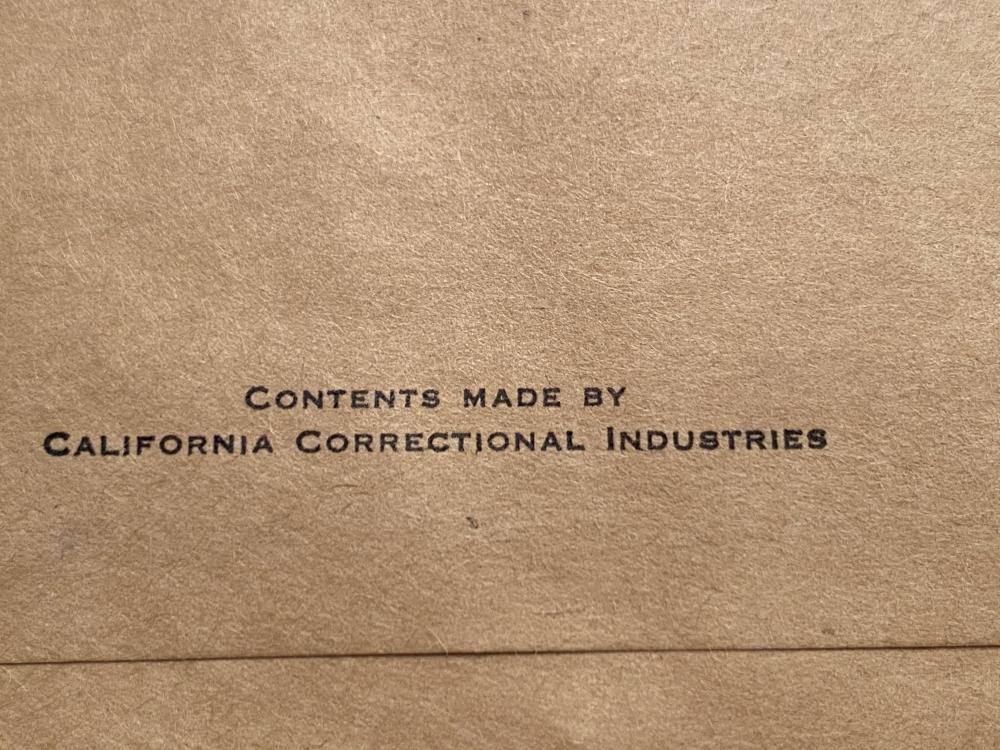 Contents made by
California Correctional Industries